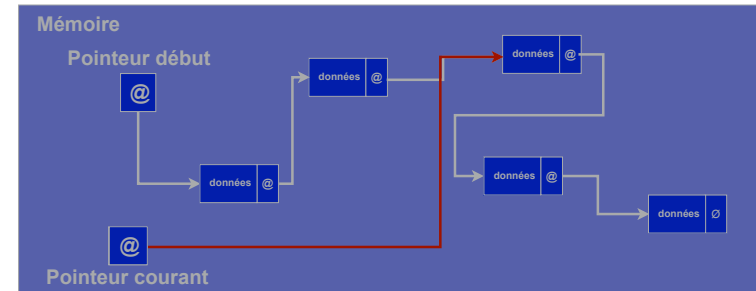 Mémoire
Pointeur début
@
données @
données @
données @
données @
données Ø
@
Pointeur courant